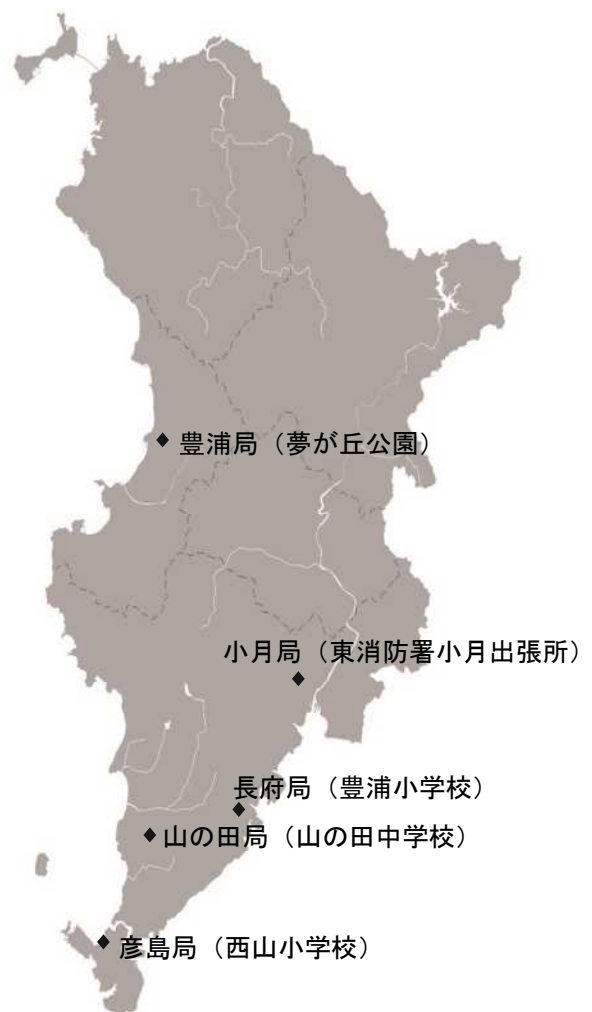 豊浦局（夢が丘公園）
小月局（東消防署小月出張所）
長府局（豊浦小学校）
山の田局（山の田中学校）
彦島局（西山小学校）